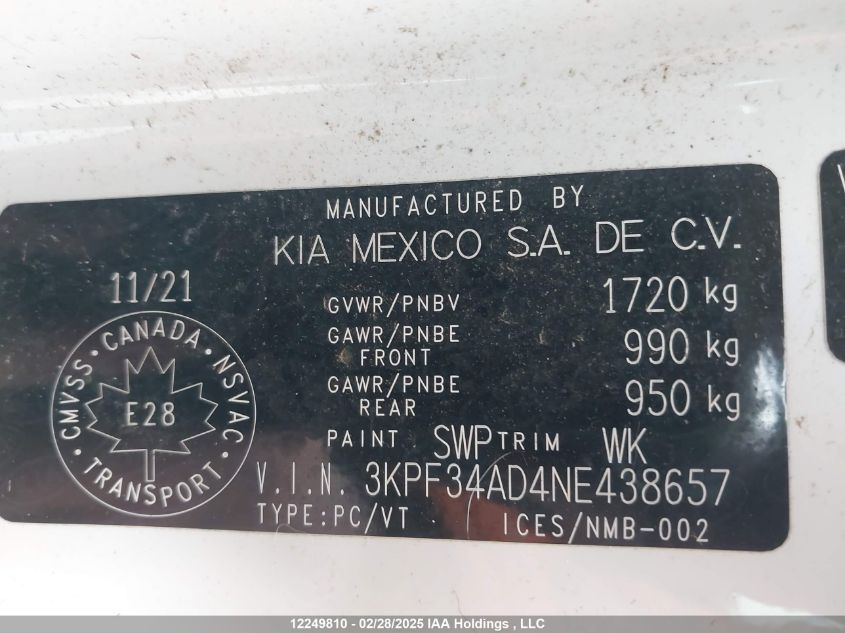 MANUFACTURED BY
KIA MEXICO S.A. DE C.V.
11/21
GVWR/PNBV 1720 kg
GAWR/PNBE FRONT 990 kg
GAWR/PNBE REAR 950 kg
PAINT SWP TRIM WK
CMVSS · CANADA · NSVAC · TRANSPORT ·
E28
V.I.N. 3KPF34AD4NE438657
TYPE:PC/VT ICES/NMB-002
12249810 - 02/28/2025 IAA Holdings , LLC